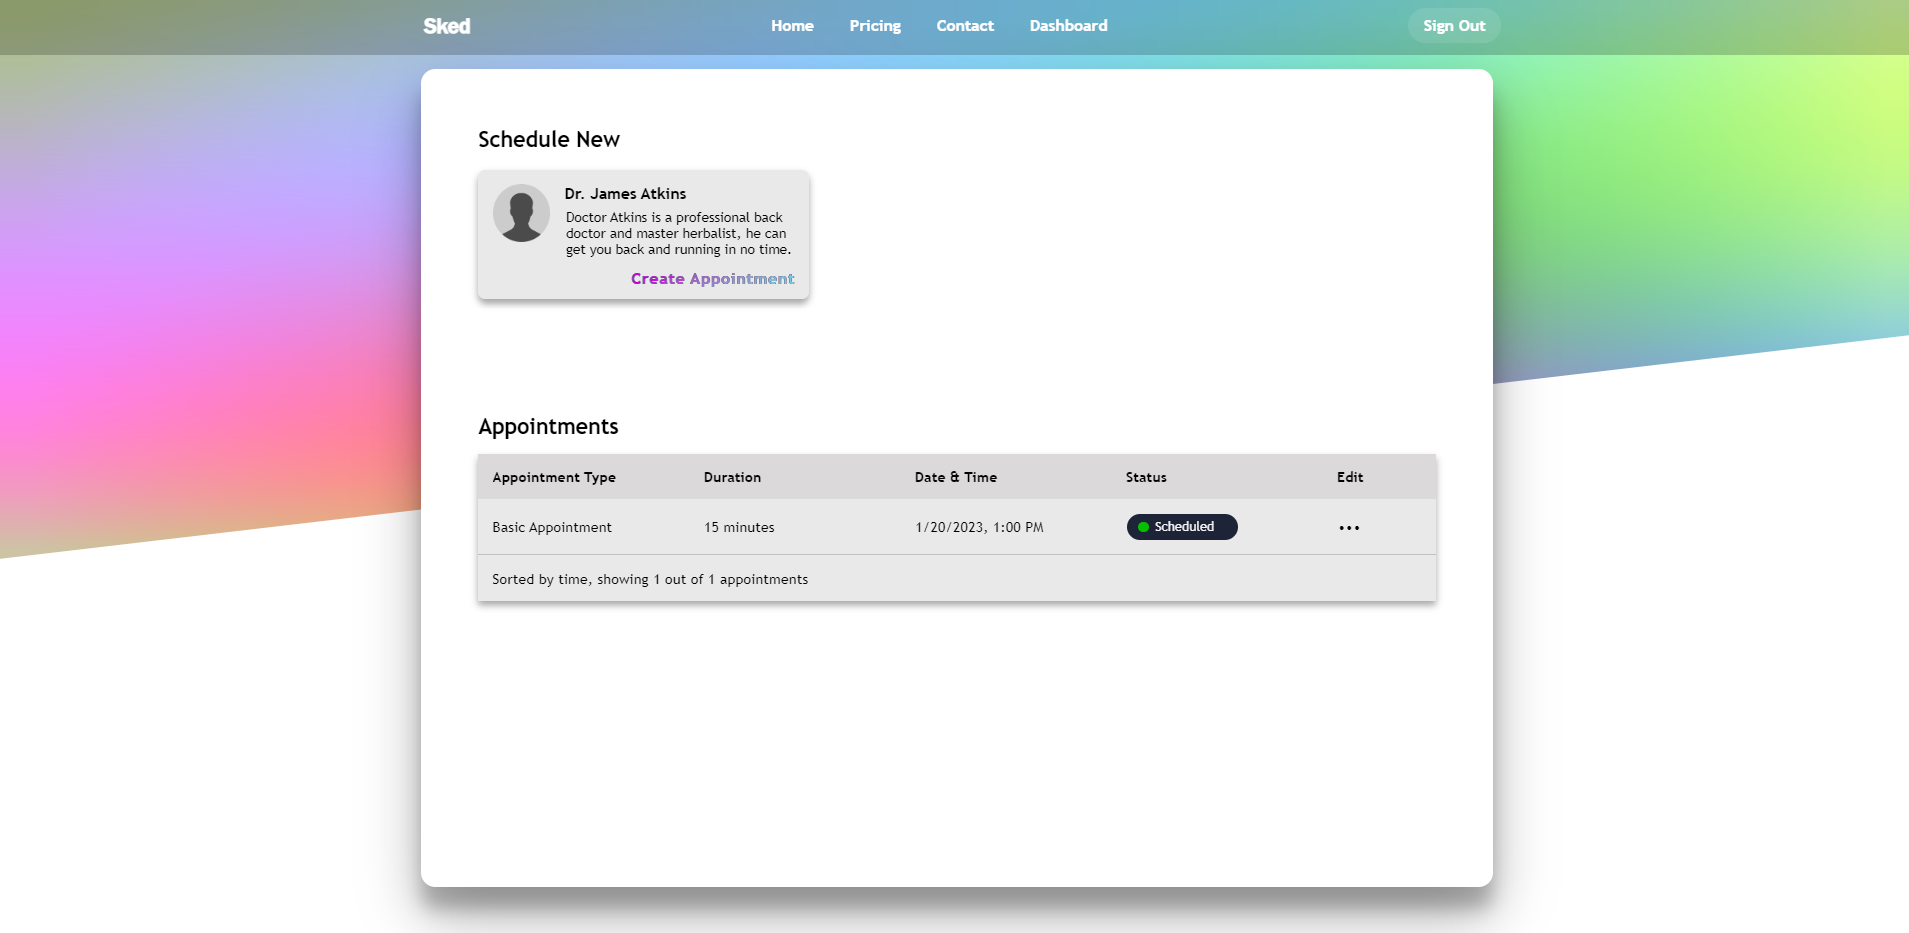 Sked Home Pricing Contact Dashboard Sign Out
Schedule New
Dr. James Atkins
Doctor Atkins is a professional back
doctor and master herbalist, he can
get you back and running in no time.
Create Appointment
Appointments
Appointment Type Duration Date & Time Status Edit
Basic Appointment 15 minutes 1/20/2023, 1:00 PM Scheduled •••
Sorted by time, showing 1 out of 1 appointments